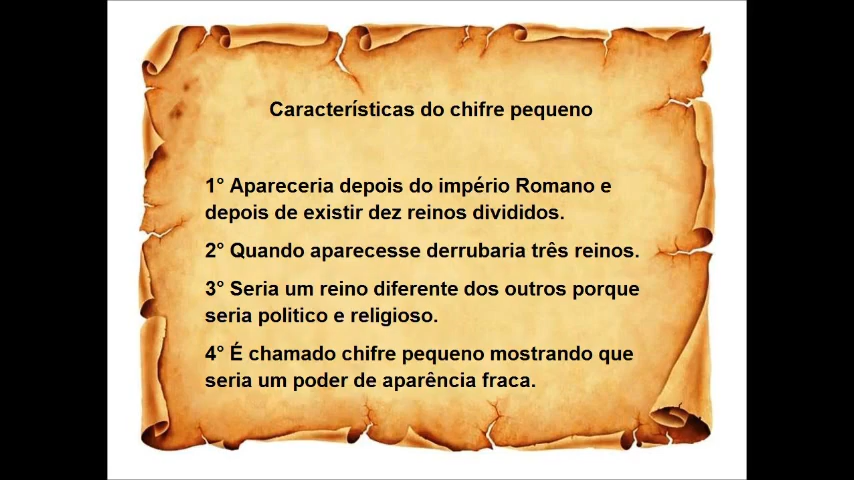 Características do chifre pequeno
1° Apareceria depois do império Romano e
depois de existir dez reinos divididos.
2° Quando aparecesse derrubaria três reinos.
3° Seria um reino diferente dos outros porque
seria politico e religioso.
4° É chamado chifre pequeno mostrando que
seria um poder de aparência fraca.